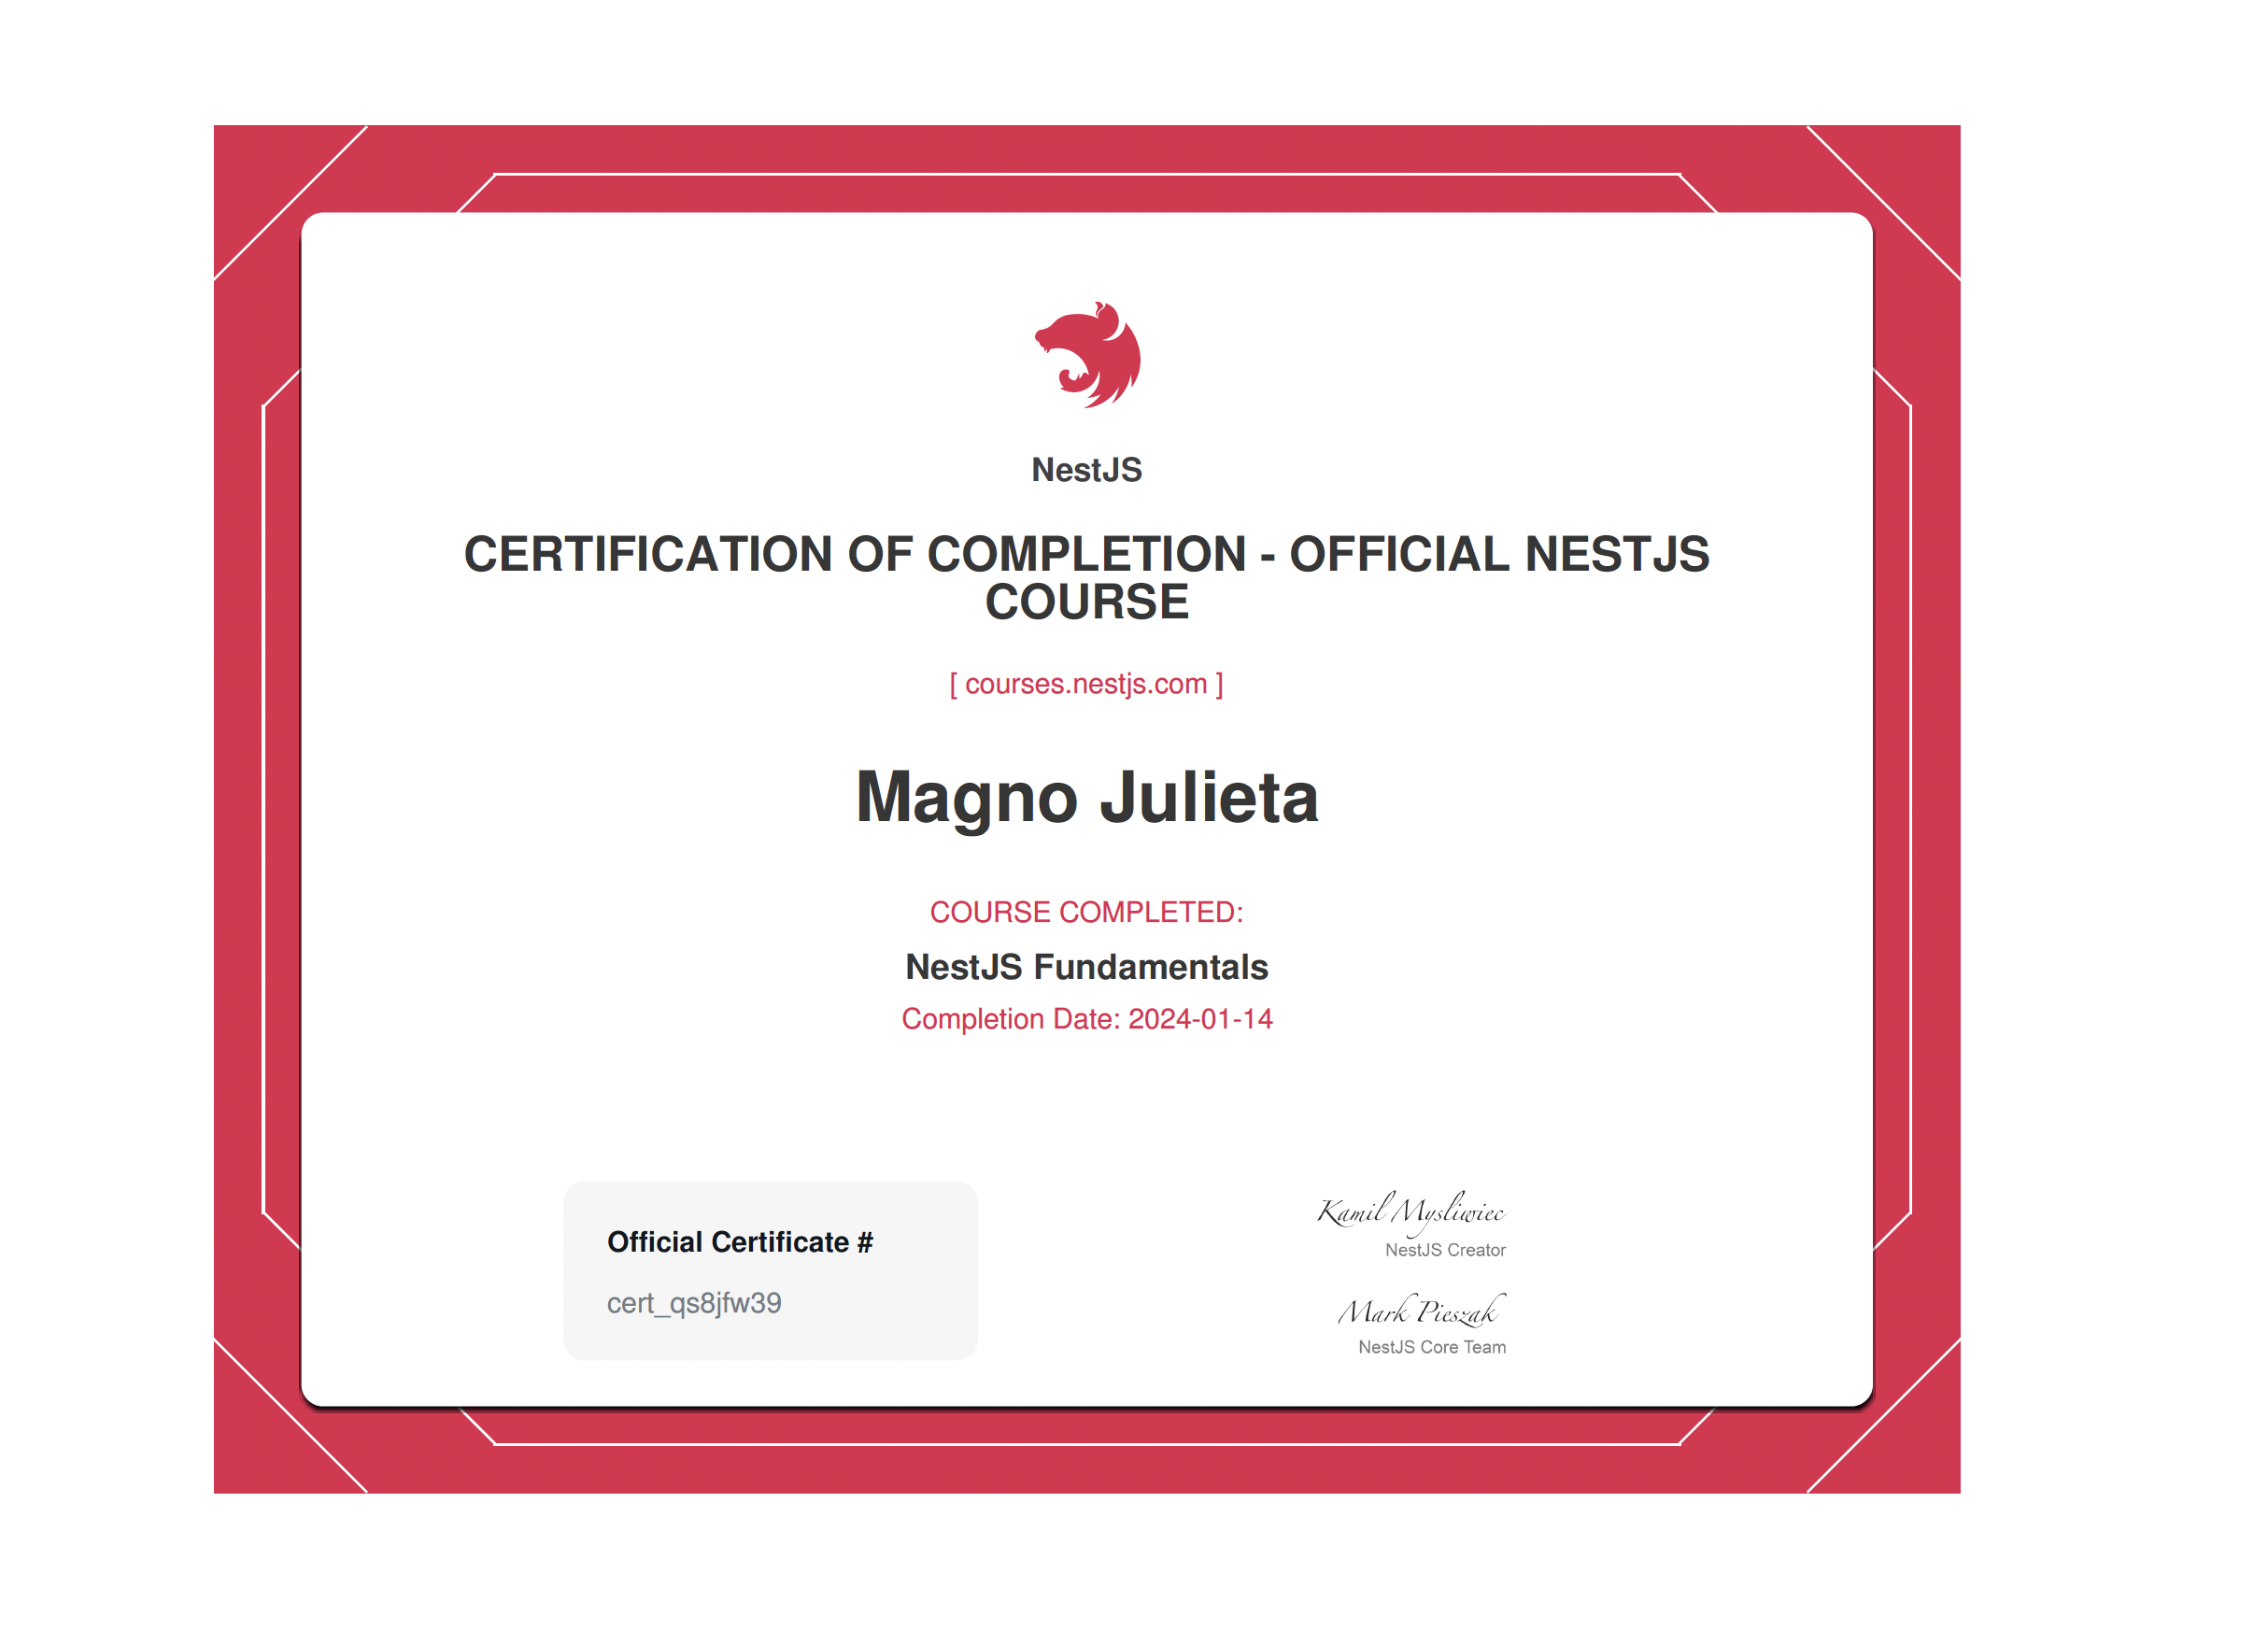 NestJS
CERTIFICATION OF COMPLETION - OFFICIAL NESTJS
COURSE
[ courses.nestjs.com ]
Magno Julieta
COURSE COMPLETED:
NestJS Fundamentals
Completion Date: 2024-01-14
Official Certificate #
cert_qs8jfw39
Kamil Mysliwiec
NestJS Creator
Mark Pieszak
NestJS Core Team